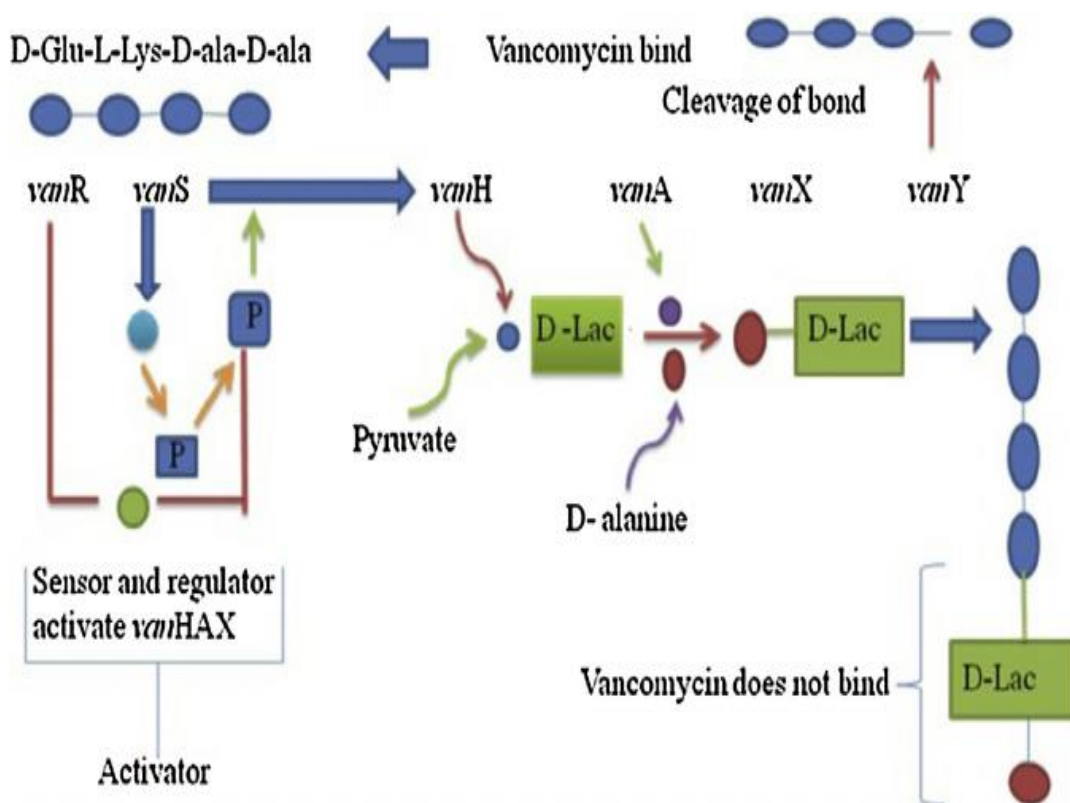 D-Glu-L-Lys-D-ala-D-ala
Vancomycin bind
Cleavage of bond
vanR
vanS
vanH
vanA
vanX
vanY
P
P
D -Lac
D-Lac
Pyruvate
D- alanine
Sensor and regulator
activate vanHAX
Activator
Vancomycin does not bind
D-Lac